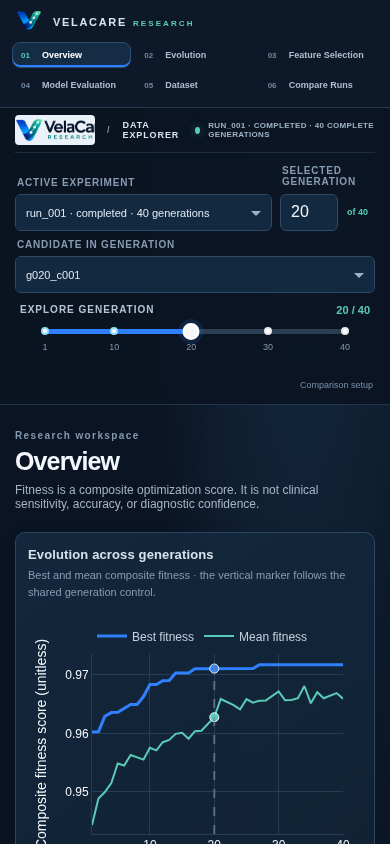 VELACARE RESEARCH
01 Overview
02 Evolution
03 Feature Selection
04 Model Evaluation
05 Dataset
06 Compare Runs
VelaCa
RESEARCH
/
DATA
EXPLORER
RUN_001 · COMPLETED · 40 COMPLETE
GENERATIONS
ACTIVE EXPERIMENT
SELECTED
GENERATION
run_001 · completed · 40 generations
20
of 40
CANDIDATE IN GENERATION
g020_c001
EXPLORE GENERATION
20 / 40
1 10 20 30 40
Comparison setup
Research workspace
Overview
Fitness is a composite optimization score. It is not clinical
sensitivity, accuracy, or diagnostic confidence.
Evolution across generations
Best and mean composite fitness · the vertical marker follows the
shared generation control.
Best fitness
Mean fitness
Composite fitness score (unitless)
0.97
0.96
0.95
10 20 30 40